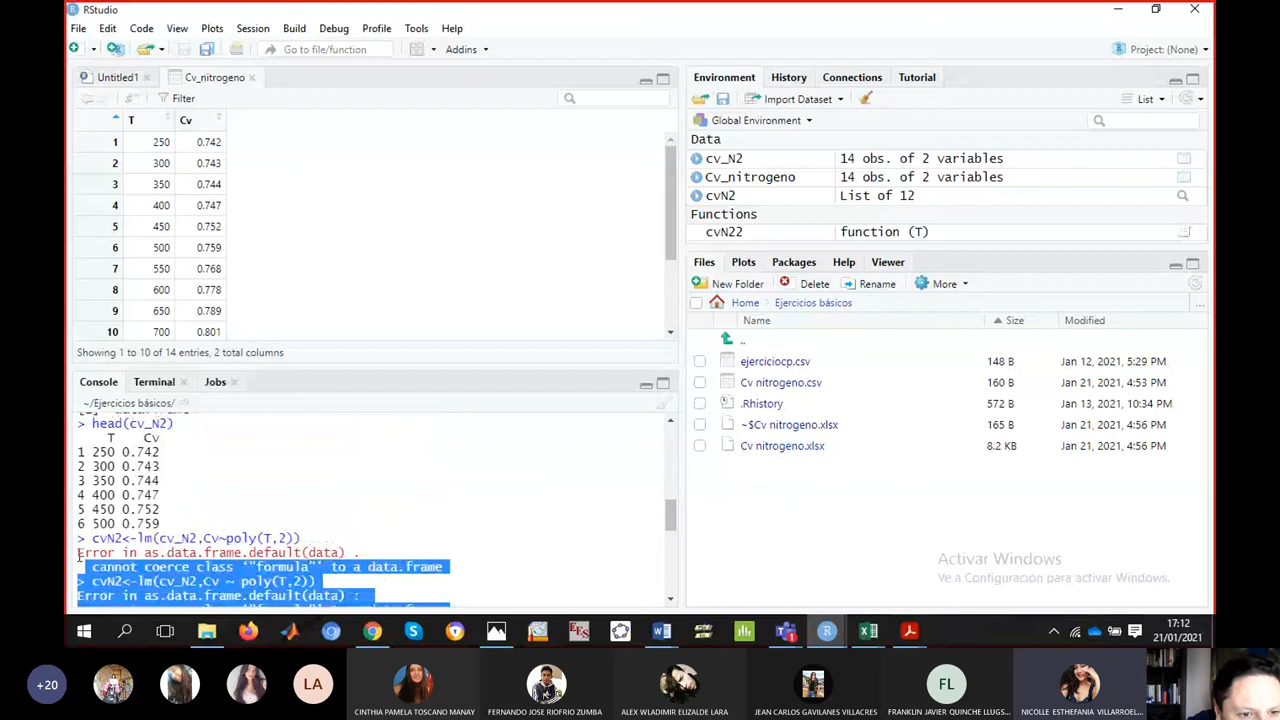 RStudio
File Edit Code View Plots Session Build Debug Profile Tools Help
Go to file/function Addins Project: (None)
Untitled1 Cv_nitrogeno
Filter
T Cv
1 250 0.742
2 300 0.743
3 350 0.744
4 400 0.747
5 450 0.752
6 500 0.759
7 550 0.768
8 600 0.778
9 650 0.789
10 700 0.801
Showing 1 to 10 of 14 entries, 2 total columns
Console Terminal Jobs
~/Ejercicios básicos/
> head(cv_N2)
T Cv
1 250 0.742
2 300 0.743
3 350 0.744
4 400 0.747
5 450 0.752
6 500 0.759
> cvN2<-lm(cv_N2,Cv~poly(T,2))
Error in as.data.frame.default(data) .
cannot coerce class ‘"formula"’ to a data.frame
> cvN2<-lm(cv_N2,Cv ~ poly(T,2))
Error in as.data.frame.default(data) :
Environment History Connections Tutorial
Import Dataset List
Global Environment
Data
cv_N2 14 obs. of 2 variables
Cv_nitrogeno 14 obs. of 2 variables
cvN2 List of 12
Functions
cvN22 function (T)
Files Plots Packages Help Viewer
New Folder Delete Rename More
Home Ejercicios básicos
Name Size Modified
..
ejerciciocp.csv 148 B Jan 12, 2021, 5:29 PM
Cv nitrogeno.csv 160 B Jan 21, 2021, 4:53 PM
.Rhistory 572 B Jan 13, 2021, 10:34 PM
~$Cv nitrogeno.xlsx 165 B Jan 21, 2021, 4:56 PM
Cv nitrogeno.xlsx 8.2 KB Jan 21, 2021, 4:56 PM
Activar Windows
Ve a Configuración para activar Windows.
17:12
21/01/2021
+20
LA
FL
CINTHIA PAMELA TOSCANO MANAY
FERNANDO JOSE RIOFRIO ZUMBA
ALEX WLADIMIR ELIZALDE LARA
JEAN CARLOS GAVILANES VILLACRES
FRANKLIN JAVIER QUINCHE LLUGS...
NICOLLE ESTHEFANIA VILLARROEL...